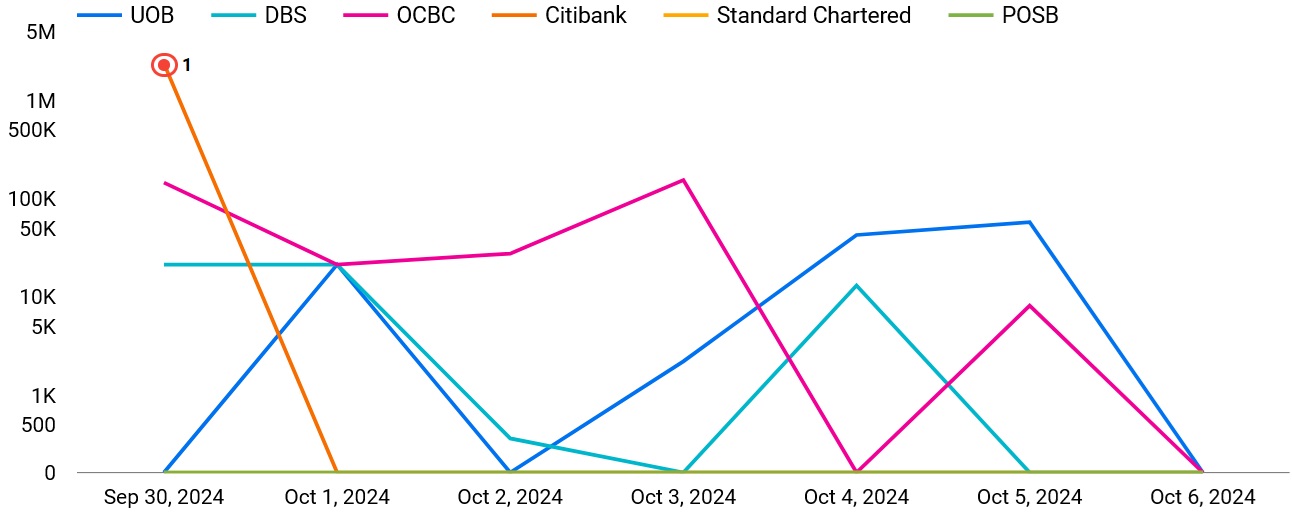 UOB DBS OCBC Citibank Standard Chartered POSB
5M
1
1M
500K
100K
50K
10K
5K
1K
500
0
Sep 30, 2024 Oct 1, 2024 Oct 2, 2024 Oct 3, 2024 Oct 4, 2024 Oct 5, 2024 Oct 6, 2024